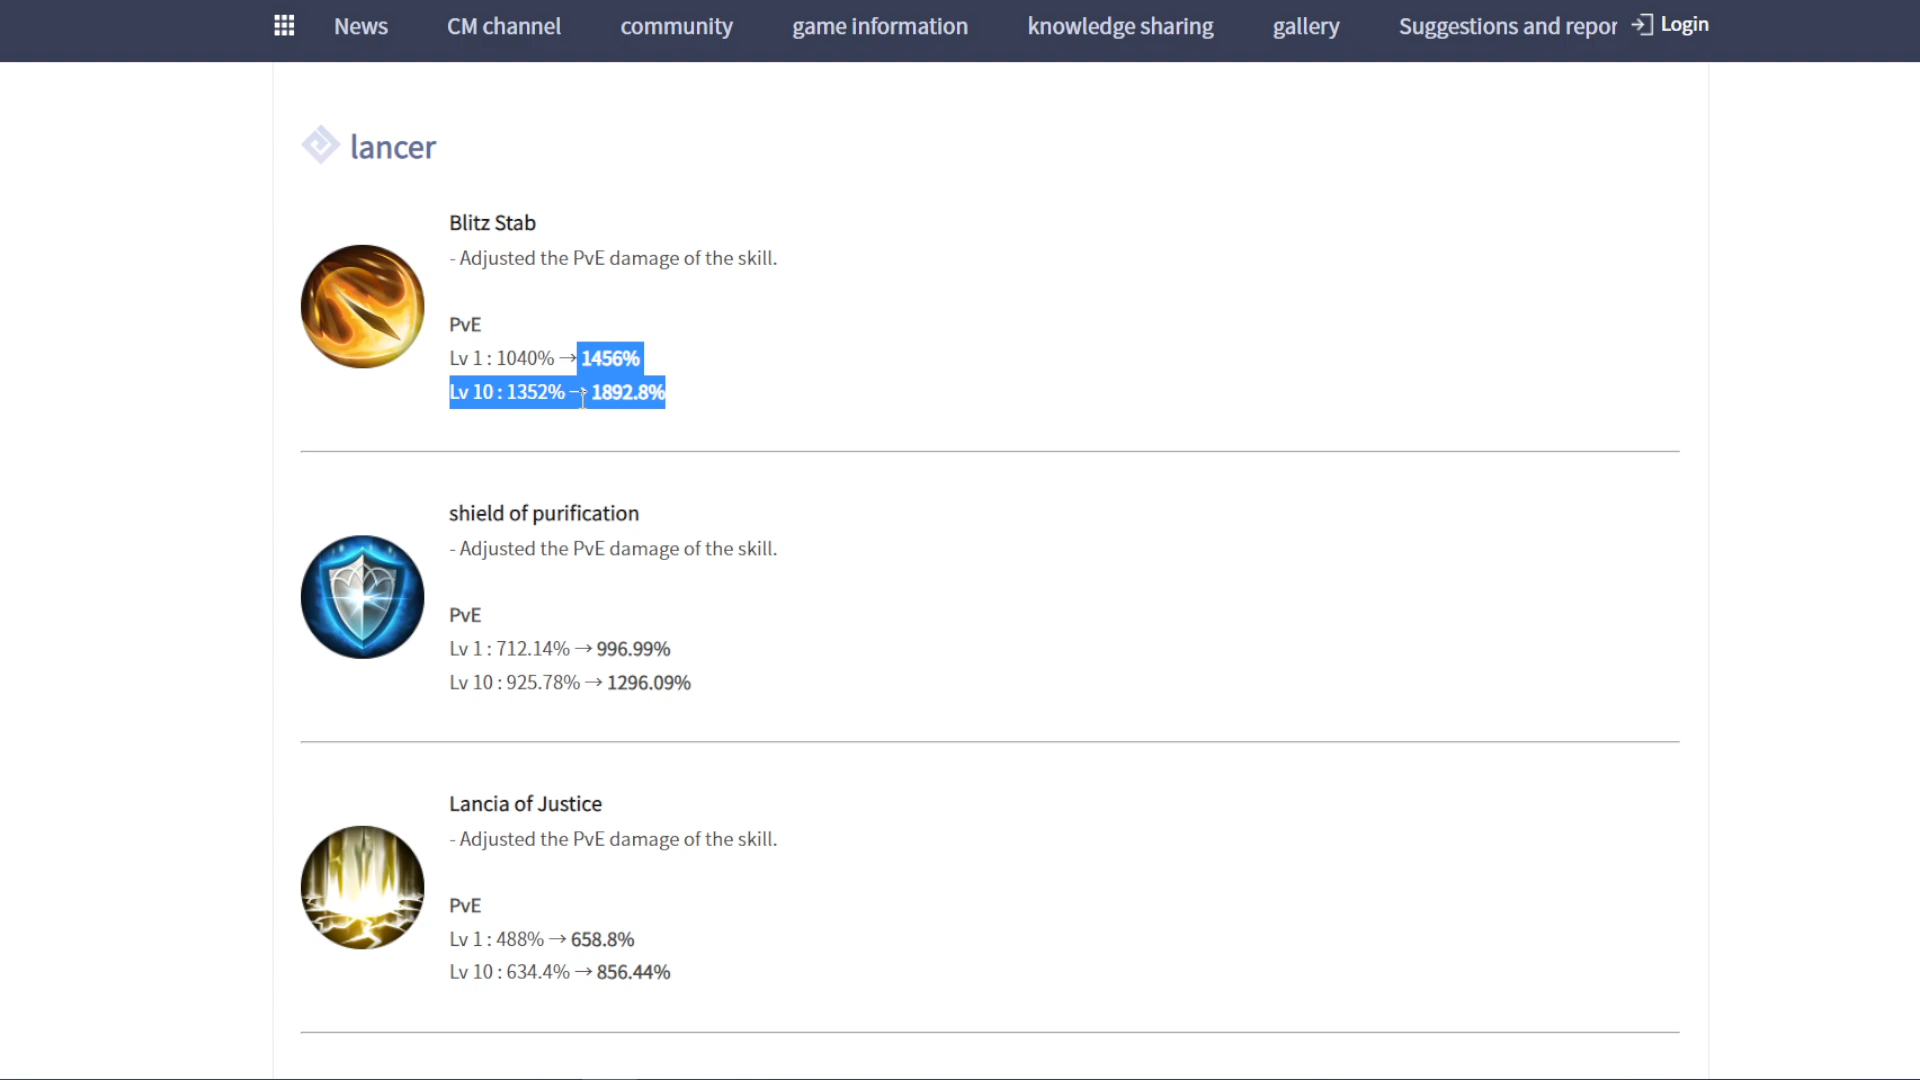 News CM channel community game information knowledge sharing gallery Suggestions and repor Login
lancer
Blitz Stab
- Adjusted the PvE damage of the skill.
PvE
Lv 1 : 1040% → 1456%
Lv 10 : 1352% → 1892.8%
shield of purification
- Adjusted the PvE damage of the skill.
PvE
Lv 1 : 712.14% → 996.99%
Lv 10 : 925.78% → 1296.09%
Lancia of Justice
- Adjusted the PvE damage of the skill.
PvE
Lv 1 : 488% → 658.8%
Lv 10 : 634.4% → 856.44%